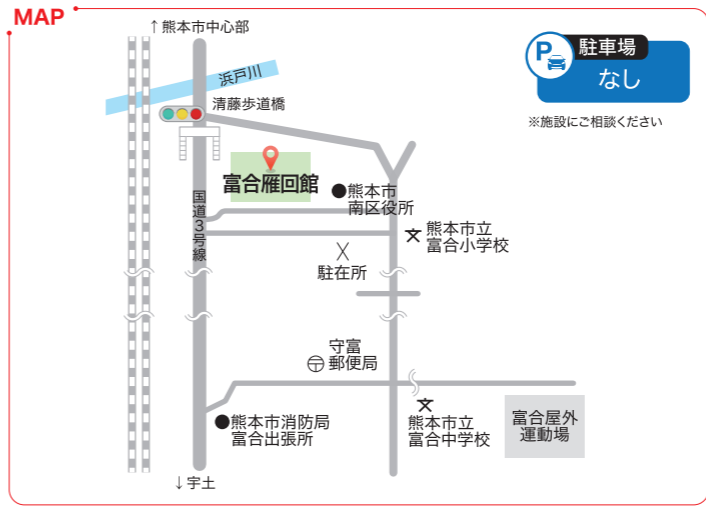 MAP
↑熊本市中心部
P
駐車場
なし
※施設にご相談ください
浜戸川
清藤歩道橋
富合雁回館
国道3号線
●熊本市
南区役所
熊本市立
富合小学校
駐在所
守富
郵便局
●熊本市消防局
富合出張所
熊本市立
富合中学校
富合屋外
運動場
↓宇土